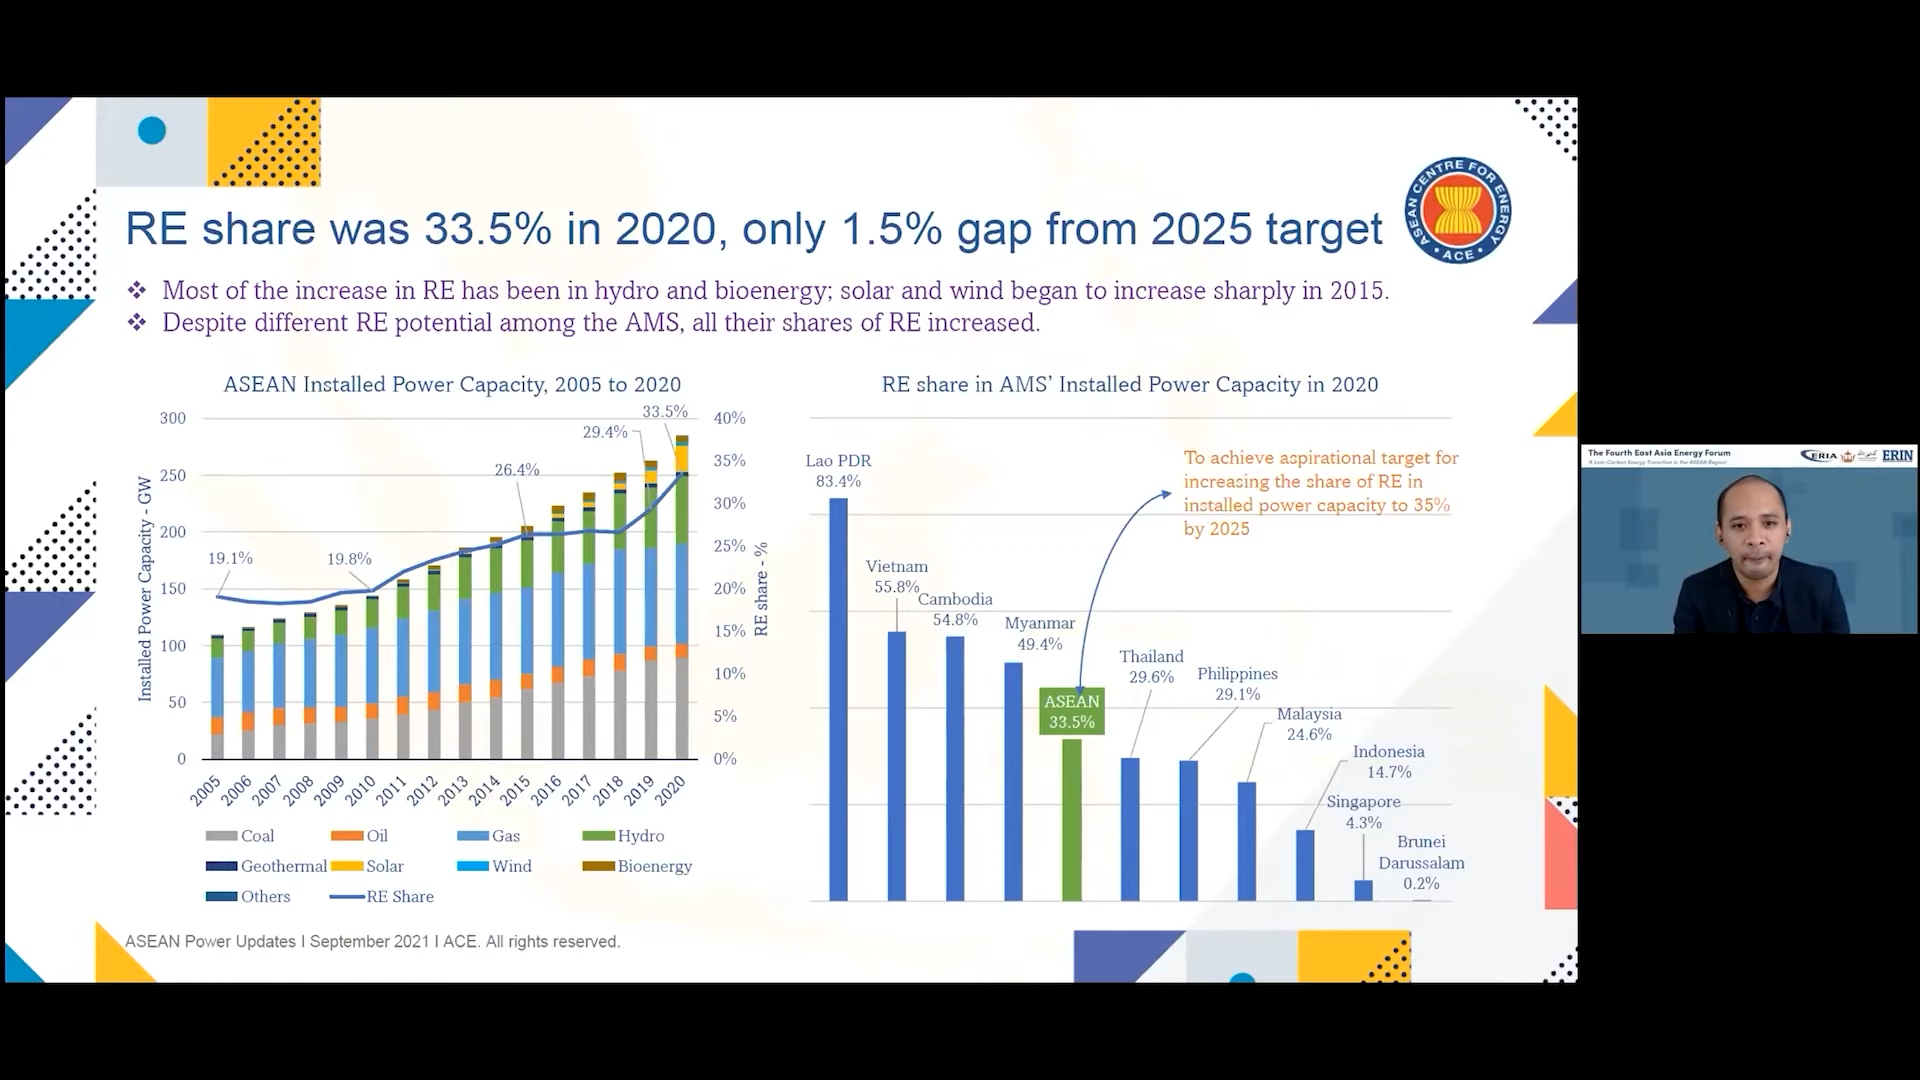 RE share was 33.5% in 2020, only 1.5% gap from 2025 target
ASEAN CENTRE FOR ENERGY
• ACE •
❖ Most of the increase in RE has been in hydro and bioenergy; solar and wind began to increase sharply in 2015.
❖ Despite different RE potential among the AMS, all their shares of RE increased.
ASEAN Installed Power Capacity, 2005 to 2020
Installed Power Capacity - GW
300
250
200
150
100
50
0
19.1%
19.8%
26.4%
29.4%
33.5%
40%
35%
30%
25%
20%
15%
10%
5%
0%
RE share - %
2005 2006 2007 2008 2009 2010 2011 2012 2013 2014 2015 2016 2017 2018 2019 2020
Coal Oil Gas Hydro
Geothermal Solar Wind Bioenergy
Others RE Share
RE share in AMS' Installed Power Capacity in 2020
Lao PDR
83.4%
Vietnam
55.8%
Cambodia
54.8%
Myanmar
49.4%
ASEAN
33.5%
To achieve aspirational target for
increasing the share of RE in
installed power capacity to 35%
by 2025
Thailand
29.6%
Philippines
29.1%
Malaysia
24.6%
Indonesia
14.7%
Singapore
4.3%
Brunei
Darussalam
0.2%
ASEAN Power Updates I September 2021 I ACE. All rights reserved.
The Fourth East Asia Energy Forum
'A Low-Carbon Energy Transition in the ASEAN Region'
ERIA
ERIN